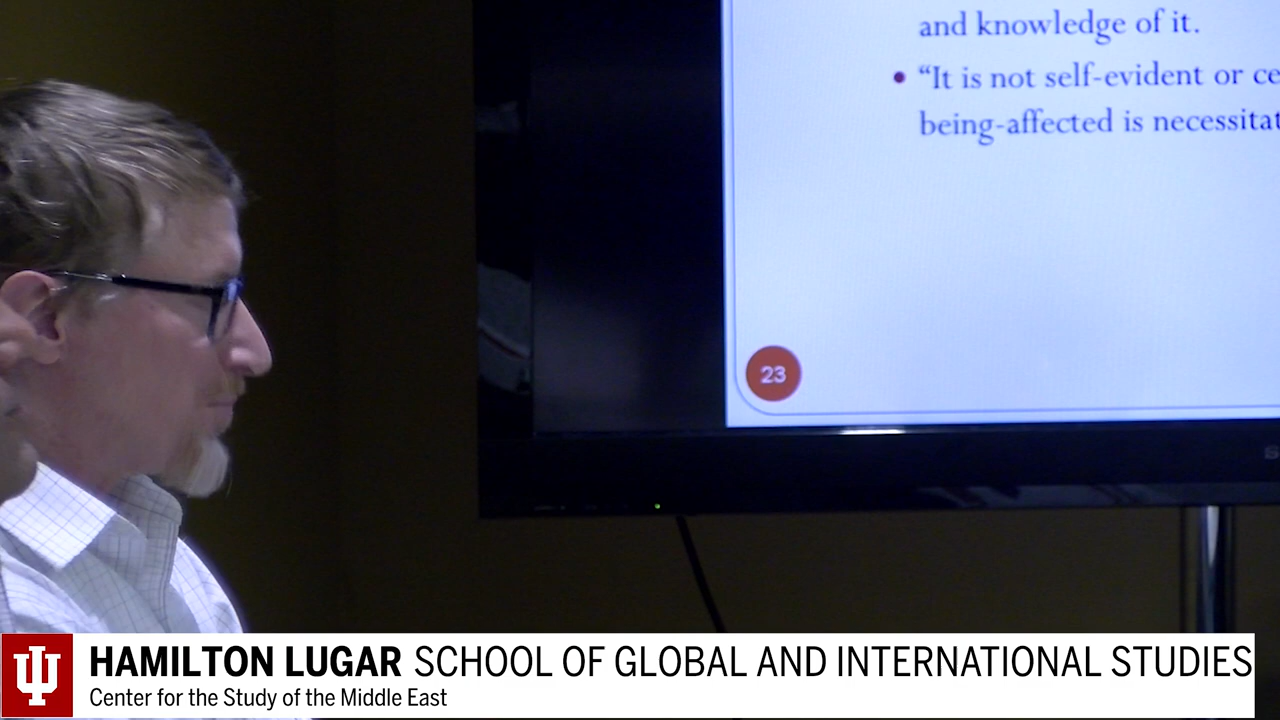 and knowledge of it.
• “It is not self-evident or ce
being-affected is necessitat
23
HAMILTON LUGAR SCHOOL OF GLOBAL AND INTERNATIONAL STUDIES
Center for the Study of the Middle East